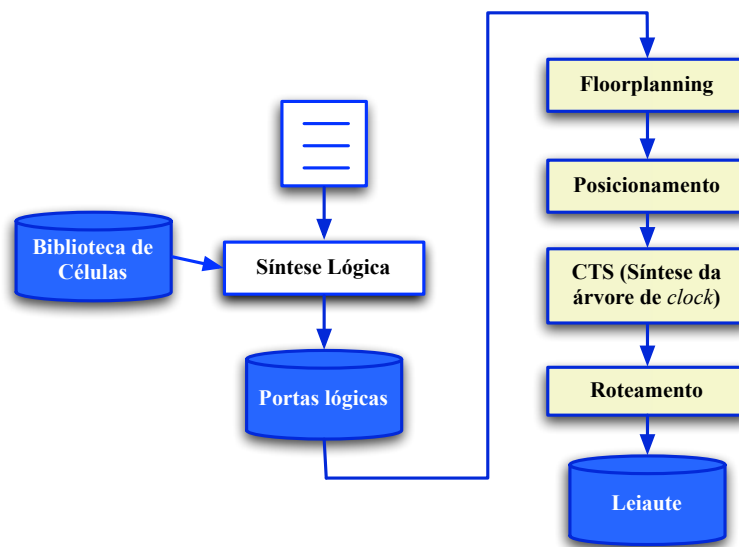 Biblioteca de
Células
Síntese Lógica
Portas lógicas
Floorplanning
Posicionamento
CTS (Síntese da
árvore de clock)
Roteamento
Leiaute